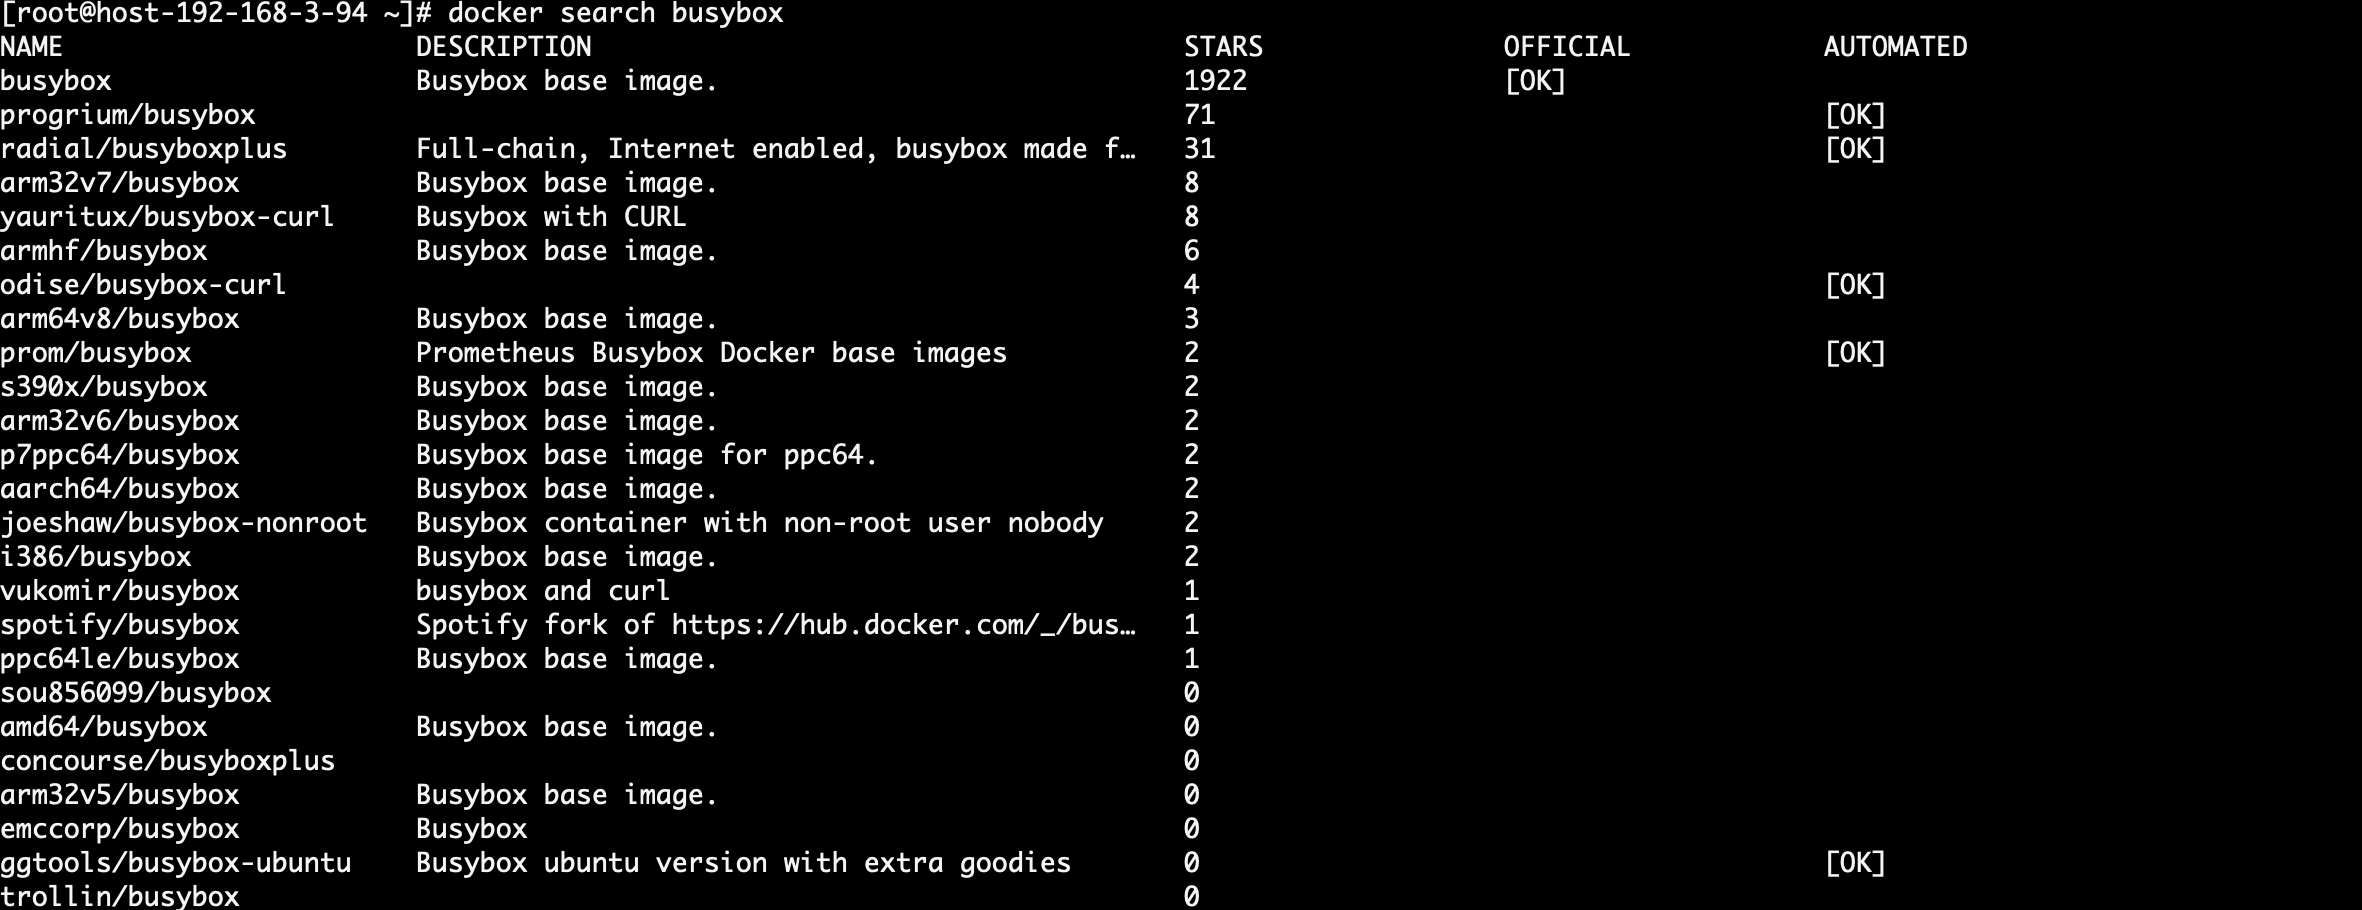 [root@host-192-168-3-94 ~]# docker search busybox
NAME DESCRIPTION STARS OFFICIAL AUTOMATED
busybox Busybox base image. 1922 [OK]
progrium/busybox 71 [OK]
radial/busyboxplus Full-chain, Internet enabled, busybox made f… 31 [OK]
arm32v7/busybox Busybox base image. 8
yauritux/busybox-curl Busybox with CURL 8
armhf/busybox Busybox base image. 6
odise/busybox-curl 4 [OK]
arm64v8/busybox Busybox base image. 3
prom/busybox Prometheus Busybox Docker base images 2 [OK]
s390x/busybox Busybox base image. 2
arm32v6/busybox Busybox base image. 2
p7ppc64/busybox Busybox base image for ppc64. 2
aarch64/busybox Busybox base image. 2
joeshaw/busybox-nonroot Busybox container with non-root user nobody 2
i386/busybox Busybox base image. 2
vukomir/busybox busybox and curl 1
spotify/busybox Spotify fork of https://hub.docker.com/_/bus… 1
ppc64le/busybox Busybox base image. 1
sou856099/busybox 0
amd64/busybox Busybox base image. 0
concourse/busyboxplus 0
arm32v5/busybox Busybox base image. 0
emccorp/busybox Busybox 0
ggtools/busybox-ubuntu Busybox ubuntu version with extra goodies 0 [OK]
trollin/busybox 0